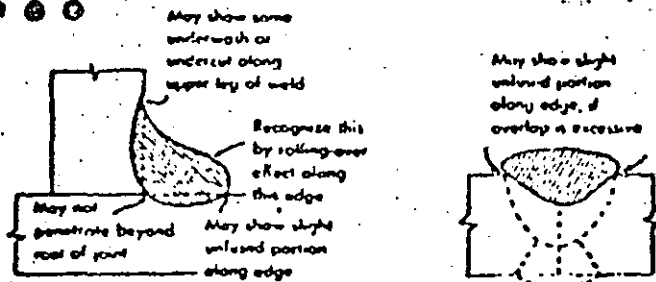 May show some
underwash or
undercut along
upper leg of weld
Recognize this
by rolling-over
effect along
this edge
May not
penetrate beyond
root of joint
May show slight
unfused portion
along edge
May show slight
unfused portion
along edge, if
overlap is excessive